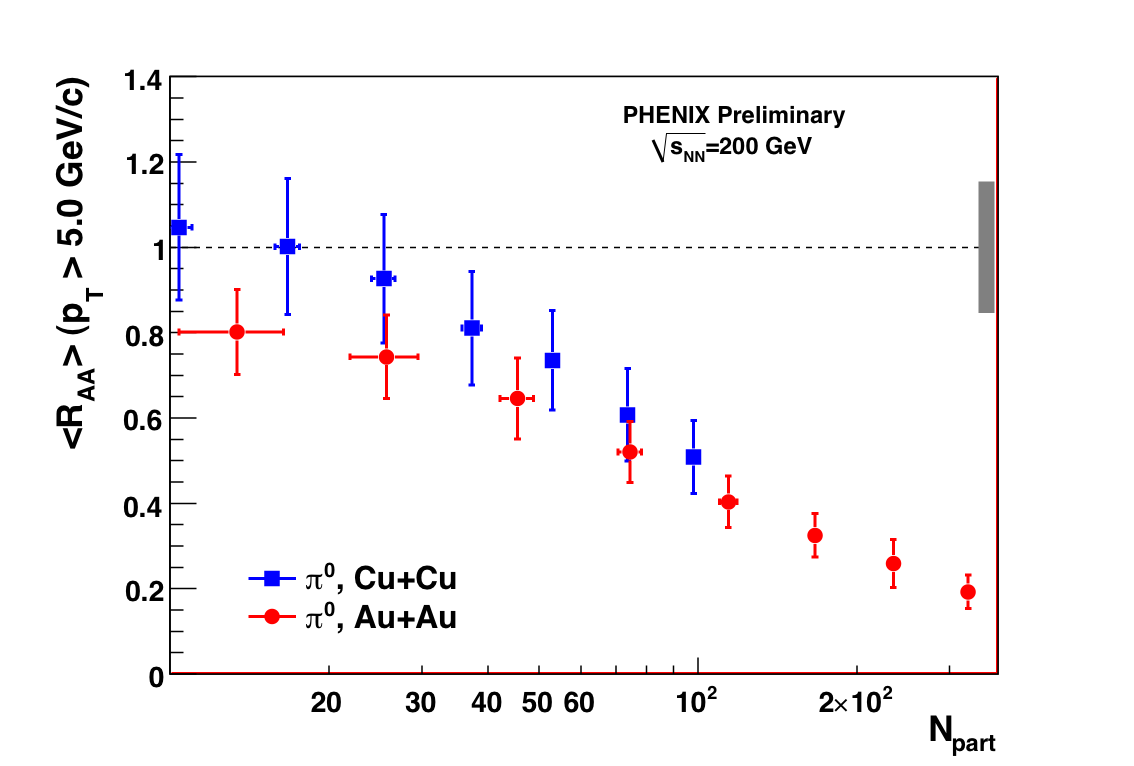 PHENIX Preliminary
√s_NN=200 GeV
<R_AA> (p_T > 5.0 GeV/c)
1.4
1.2
1
0.8
0.6
0.4
0.2
0
π⁰, Cu+Cu
π⁰, Au+Au
20 30 40 50 60 10² 2×10²
N_part